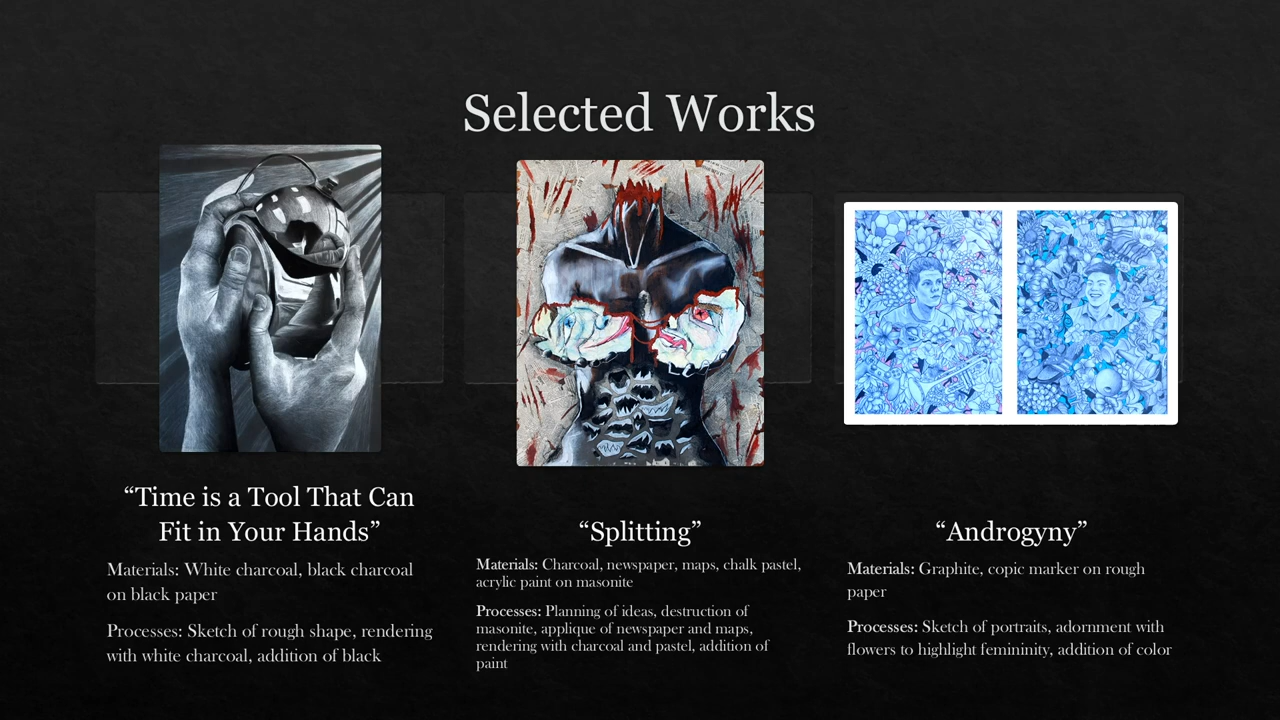 Selected Works
“Time is a Tool That Can
Fit in Your Hands”
Materials: White charcoal, black charcoal
on black paper
Processes: Sketch of rough shape, rendering
with white charcoal, addition of black
“Splitting”
Materials: Charcoal, newspaper, maps, chalk pastel,
acrylic paint on masonite
Processes: Planning of ideas, destruction of
masonite, applique of newspaper and maps,
rendering with charcoal and pastel, addition of
paint
“Androgyny”
Materials: Graphite, copic marker on rough
paper
Processes: Sketch of portraits, adornment with
flowers to highlight femininity, addition of color